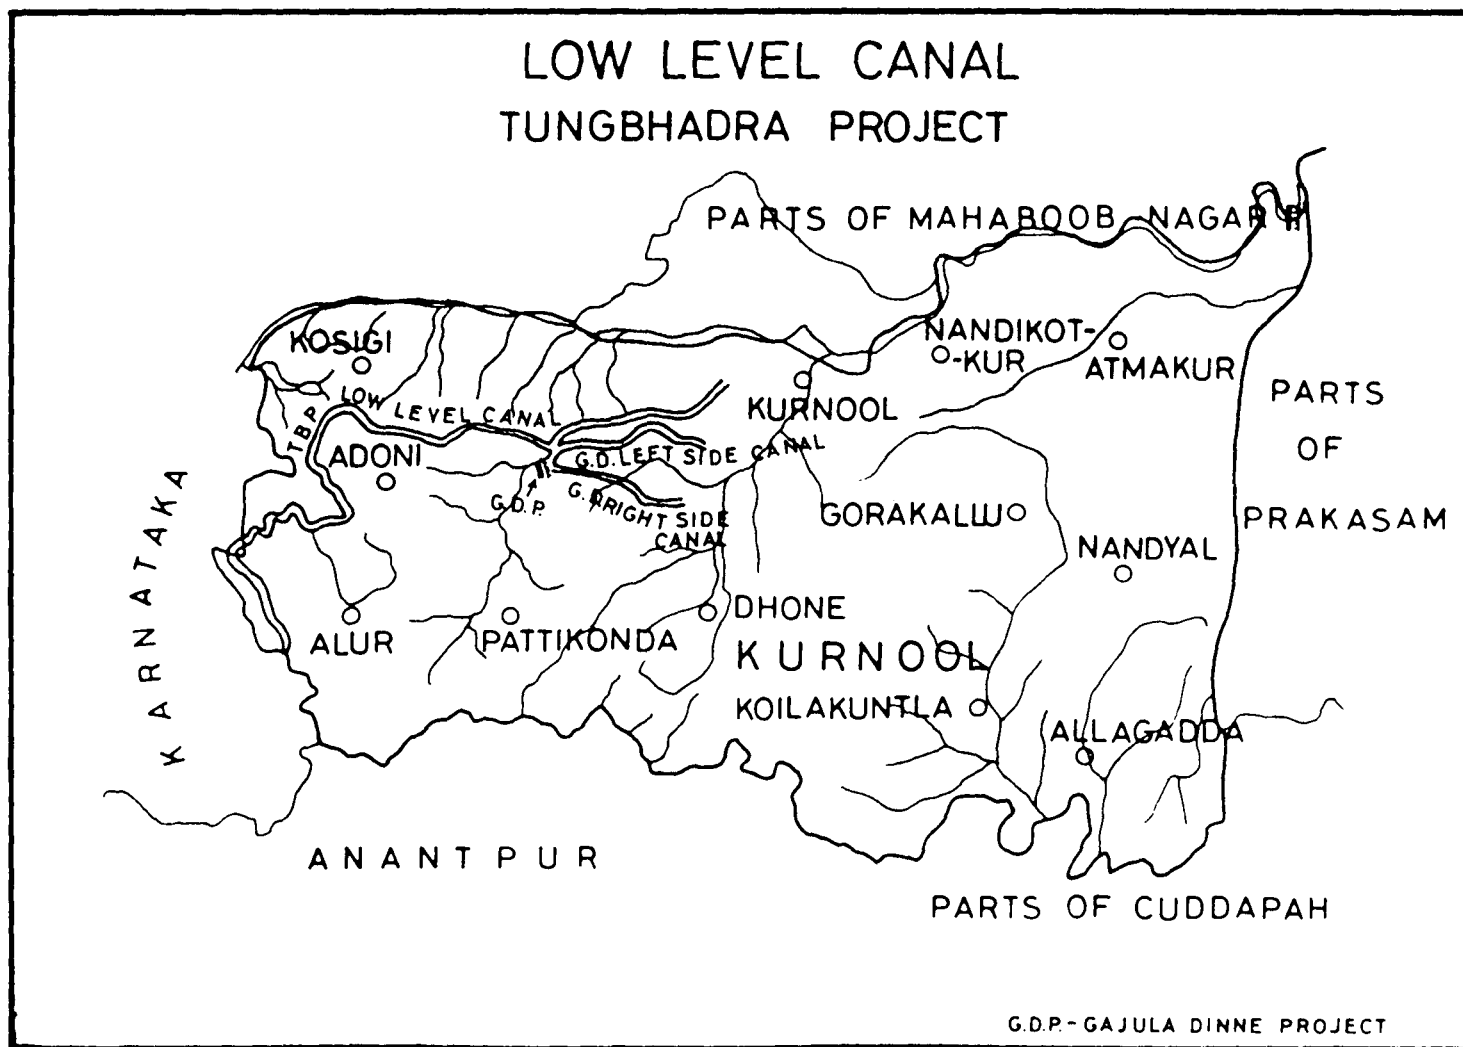 LOW LEVEL CANAL
TUNGBHADRA PROJECT
PARTS OF MAHABOOB NAGAR
KOSIGI
NANDIKOT-
-KUR
ATMAKUR
KURNOOL
PARTS
OF
PRAKASAM
T B P LOW LEVEL CANAL
ADONI
G.D. LEFT SIDE CANAL
G.D.P.
G.D RIGHT SIDE
CANAL
GORAKALLU
NANDYAL
KARNATAKA
ALUR
PATTIKONDA
DHONE
KURNOOL
KOILAKUNTLA
ALLAGADDA
ANANTPUR
PARTS OF CUDDAPAH
G.D.P.- GAJULA DINNE PROJECT